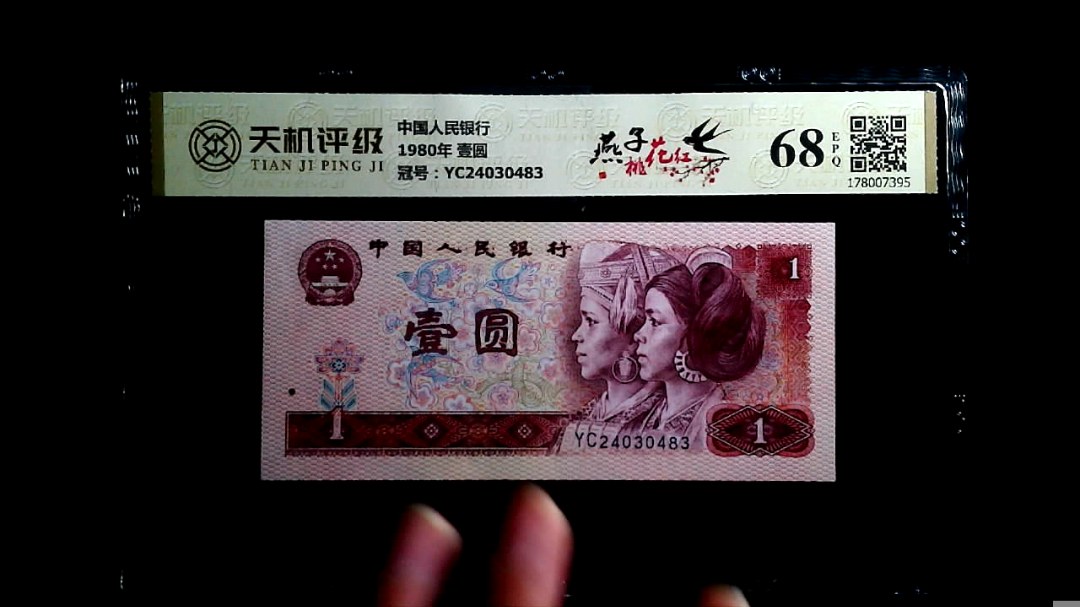 天机评级
TIAN JI PING JI
中国人民银行
1980年 壹圆
冠号：YC24030483
燕子
桃花红
68
EPQ
178007395
中国人民银行
1
壹圆
1
YC24030483
1